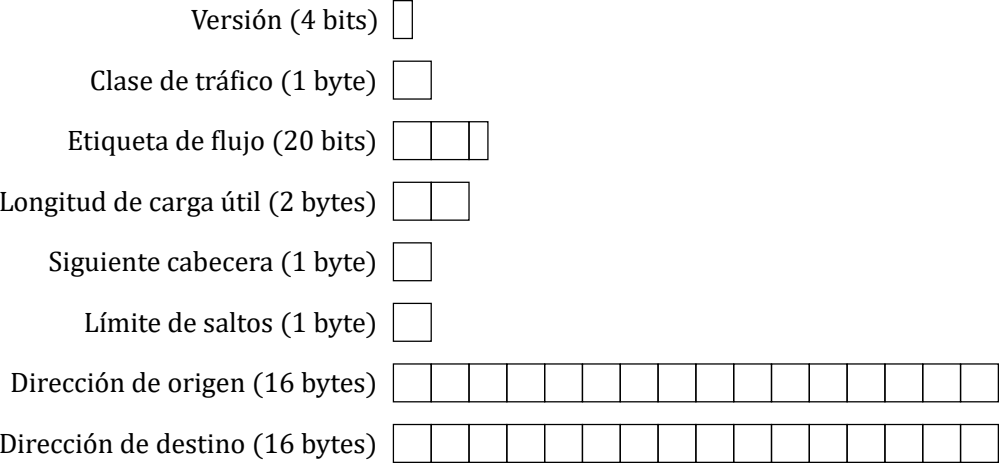 Versión (4 bits)
Clase de tráfico (1 byte)
Etiqueta de flujo (20 bits)
Longitud de carga útil (2 bytes)
Siguiente cabecera (1 byte)
Límite de saltos (1 byte)
Dirección de origen (16 bytes)
Dirección de destino (16 bytes)